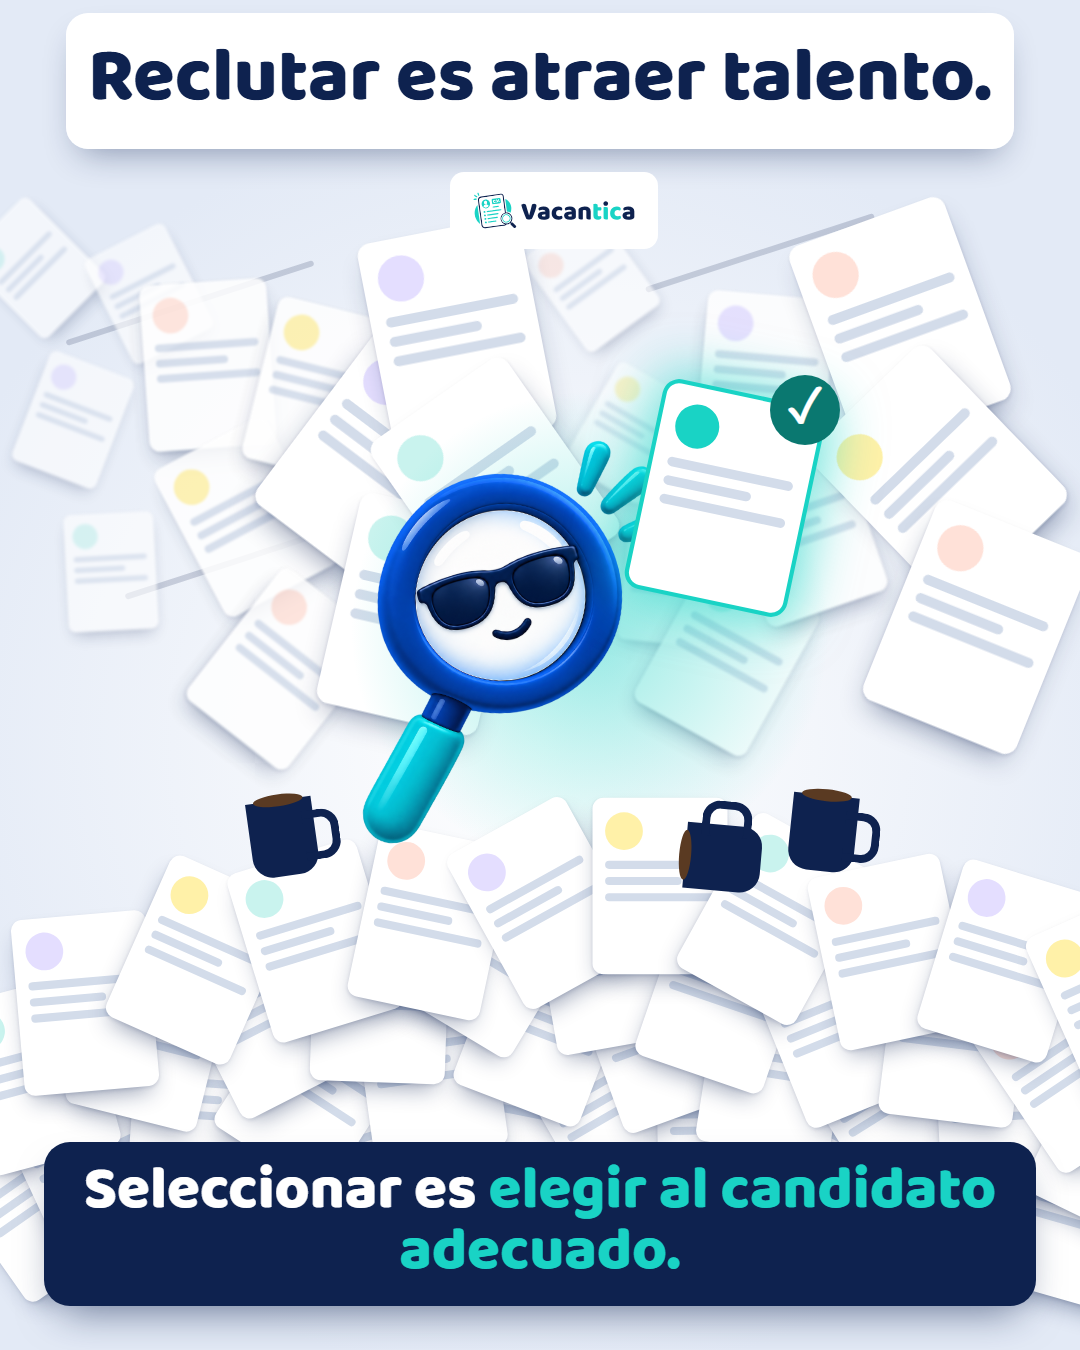 Reclutar es atraer talento.
Vacantica
Seleccionar es elegir al candidato
adecuado.